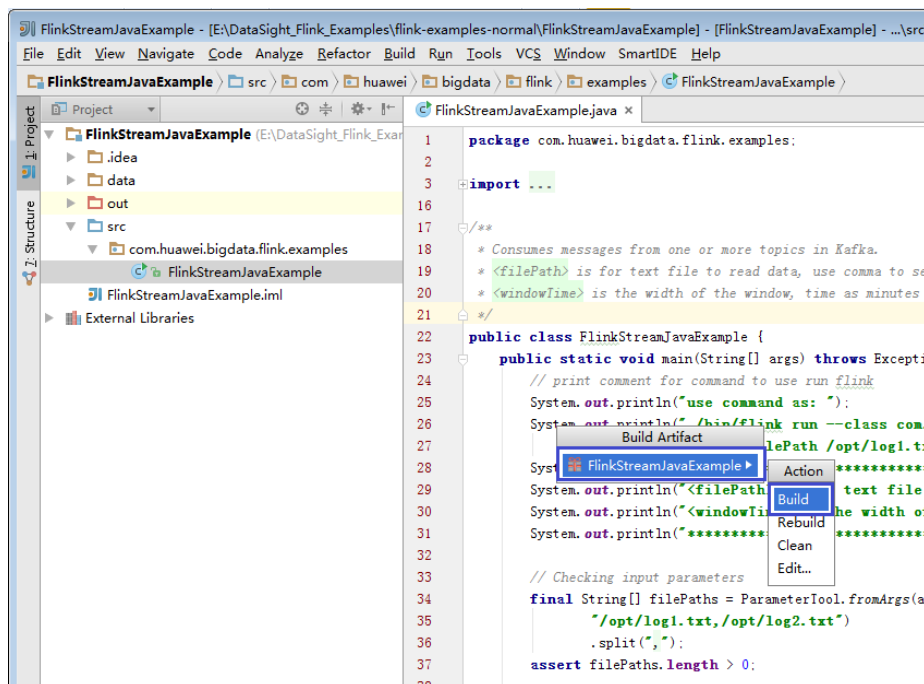 FlinkStreamJavaExample - [E:\DataSight_Flink_Examples\flink-examples-normal\FlinkStreamJavaExample] - [FlinkStreamJavaExample] - ...\src
File Edit View Navigate Code Analyze Refactor Build Run Tools VCS Window SmartIDE Help
FlinkStreamJavaExample src com huawei bigdata flink examples FlinkStreamJavaExample
1: Project
7: Structure
Project
FlinkStreamJavaExample (E:\DataSight_Flink_Exar
.idea
data
out
src
com.huawei.bigdata.flink.examples
FlinkStreamJavaExample
FlinkStreamJavaExample.iml
External Libraries
FlinkStreamJavaExample.java ×
1 package com.huawei.bigdata.flink.examples;
2
3 import ...
16
17 /**
18 * Consumes messages from one or more topics in Kafka.
19 * <filePath> is for text file to read data, use comma to se
20 * <windowTime> is the width of the window, time as minutes
21 */
22 public class FlinkStreamJavaExample {
23 public static void main(String[] args) throws Excepti
24 // print comment for command to use run flink
25 System.out.println("use command as: ");
26 System.out.println("./bin/flink run --class com.
27 lePath /opt/log1.tx
28 Syst ************
29 System.out.println("<filePath text file
30 System.out.println("<windowTi he width o
31 System.out.println("******* ************
32
33 // Checking input parameters
34 final String[] filePaths = ParameterTool.fromArgs(a
35 "/opt/log1.txt,/opt/log2.txt")
36 .split(",");
37 assert filePaths.length > 0;
Build Artifact
FlinkStreamJavaExample
Action
Build
Rebuild
Clean
Edit...